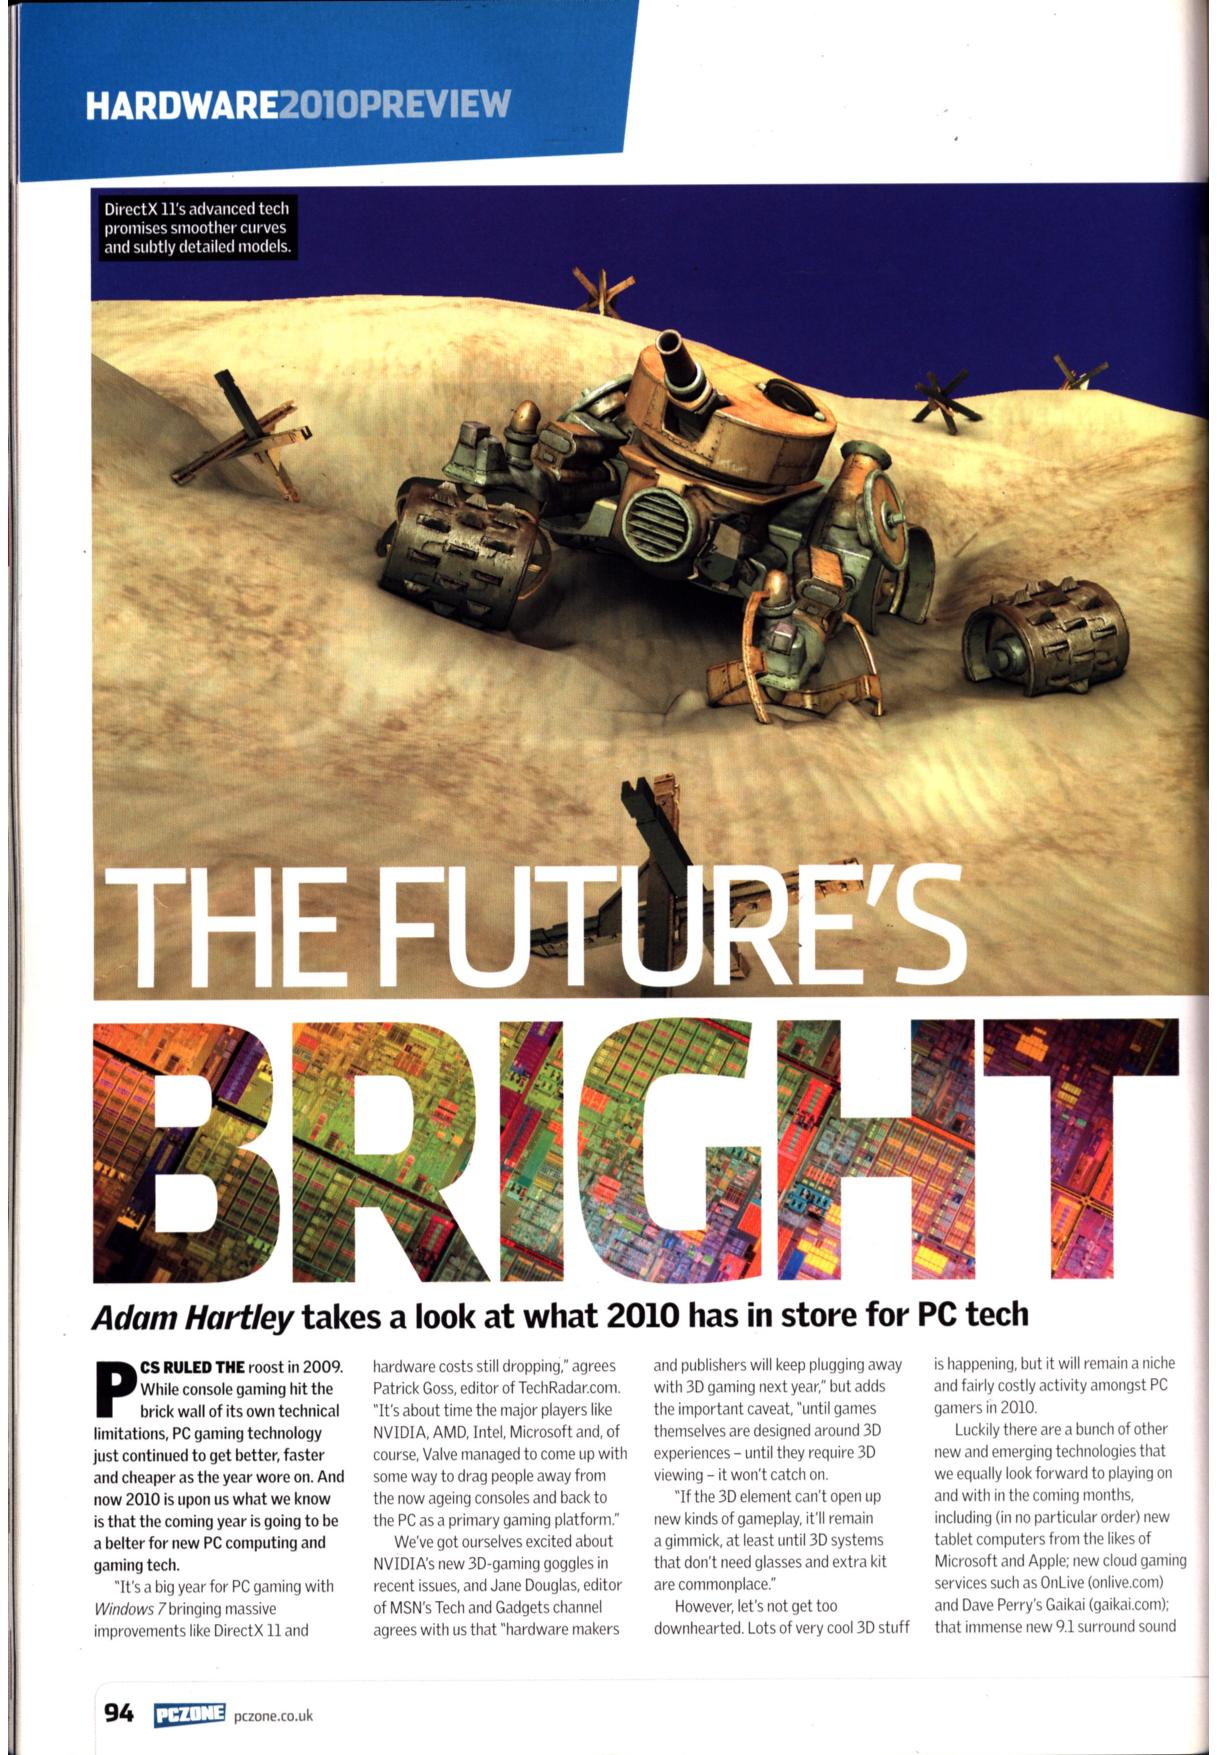 HARDWARE2010PREVIEW
DirectX 11's advanced tech
promises smoother curves
and subtly detailed models.
THE FUTURE'S
BRIGHT
Adam Hartley takes a look at what 2010 has in store for PC tech
PCS RULED THE roost in 2009.
While console gaming hit the
brick wall of its own technical
limitations, PC gaming technology
just continued to get better, faster
and cheaper as the year wore on. And
now 2010 is upon us what we know
is that the coming year is going to be
a belter for new PC computing and
gaming tech.
"It's a big year for PC gaming with
Windows 7 bringing massive
improvements like DirectX 11 and
hardware costs still dropping," agrees
Patrick Goss, editor of TechRadar.com.
"It's about time the major players like
NVIDIA, AMD, Intel, Microsoft and, of
course, Valve managed to come up with
some way to drag people away from
the now ageing consoles and back to
the PC as a primary gaming platform."
We've got ourselves excited about
NVIDIA's new 3D-gaming goggles in
recent issues, and Jane Douglas, editor
of MSN's Tech and Gadgets channel
agrees with us that "hardware makers
and publishers will keep plugging away
with 3D gaming next year," but adds
the important caveat, "until games
themselves are designed around 3D
experiences – until they require 3D
viewing – it won't catch on.
"If the 3D element can't open up
new kinds of gameplay, it'll remain
a gimmick, at least until 3D systems
that don't need glasses and extra kit
are commonplace."
However, let's not get too
downhearted. Lots of very cool 3D stuff
is happening, but it will remain a niche
and fairly costly activity amongst PC
gamers in 2010.
Luckily there are a bunch of other
new and emerging technologies that
we equally look forward to playing on
and with in the coming months,
including (in no particular order) new
tablet computers from the likes of
Microsoft and Apple; new cloud gaming
services such as OnLive (onlive.com)
and Dave Perry's Gaikai (gaikai.com);
that immense new 9.1 surround sound
94 PCZONE pczone.co.uk